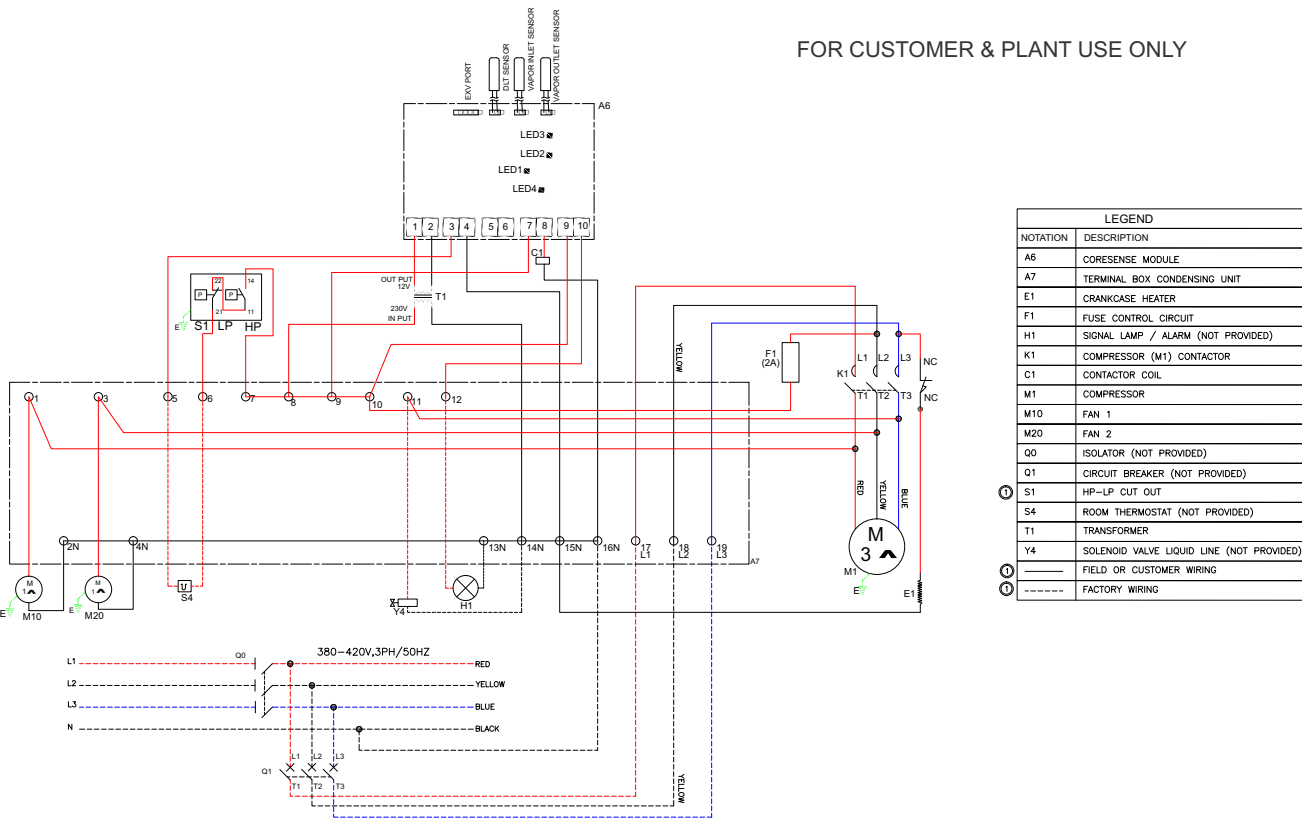 FOR CUSTOMER & PLANT USE ONLY
EXV PORT
DLT SENSOR
VAPOR INLET SENSOR
VAPOR OUTLET SENSOR
A6
LED3
LED2
LED1
LED4
1 2 3 4 5 6 7 8 9 10
C1
OUT PUT
12V
T1
230V
IN PUT
22 14
P P
21 11
E S1 LP HP
YELLOW
F1
(2A)
L1 L2 L3
K1
T1 T2 T3
NC
NC
1 3 5 6 7 8 9 10 11 12
RED
YELLOW
BLUE
M
3
M1
E
E1
2N 4N 13N 14N 15N 16N 17 18 19
L1 L2 L3
A7
M
1
E M10
M
1
E M20
S4
Y4
H1
380-420V,3PH/50HZ
L1 Q0 RED
L2 YELLOW
L3 BLUE
N BLACK
L1 L2 L3
Q1
T1 T2 T3
YELLOW
LEGEND
NOTATION DESCRIPTION
A6 CORESENSE MODULE
A7 TERMINAL BOX CONDENSING UNIT
E1 CRANKCASE HEATER
F1 FUSE CONTROL CIRCUIT
H1 SIGNAL LAMP / ALARM (NOT PROVIDED)
K1 COMPRESSOR (M1) CONTACTOR
C1 CONTACTOR COIL
M1 COMPRESSOR
M10 FAN 1
M20 FAN 2
Q0 ISOLATOR (NOT PROVIDED)
Q1 CIRCUIT BREAKER (NOT PROVIDED)
1 S1 HP-LP CUT OUT
S4 ROOM THERMOSTAT (NOT PROVIDED)
T1 TRANSFORMER
Y4 SOLENOID VALVE LIQUID LINE (NOT PROVIDED)
1 FIELD OR CUSTOMER WIRING
1 FACTORY WIRING